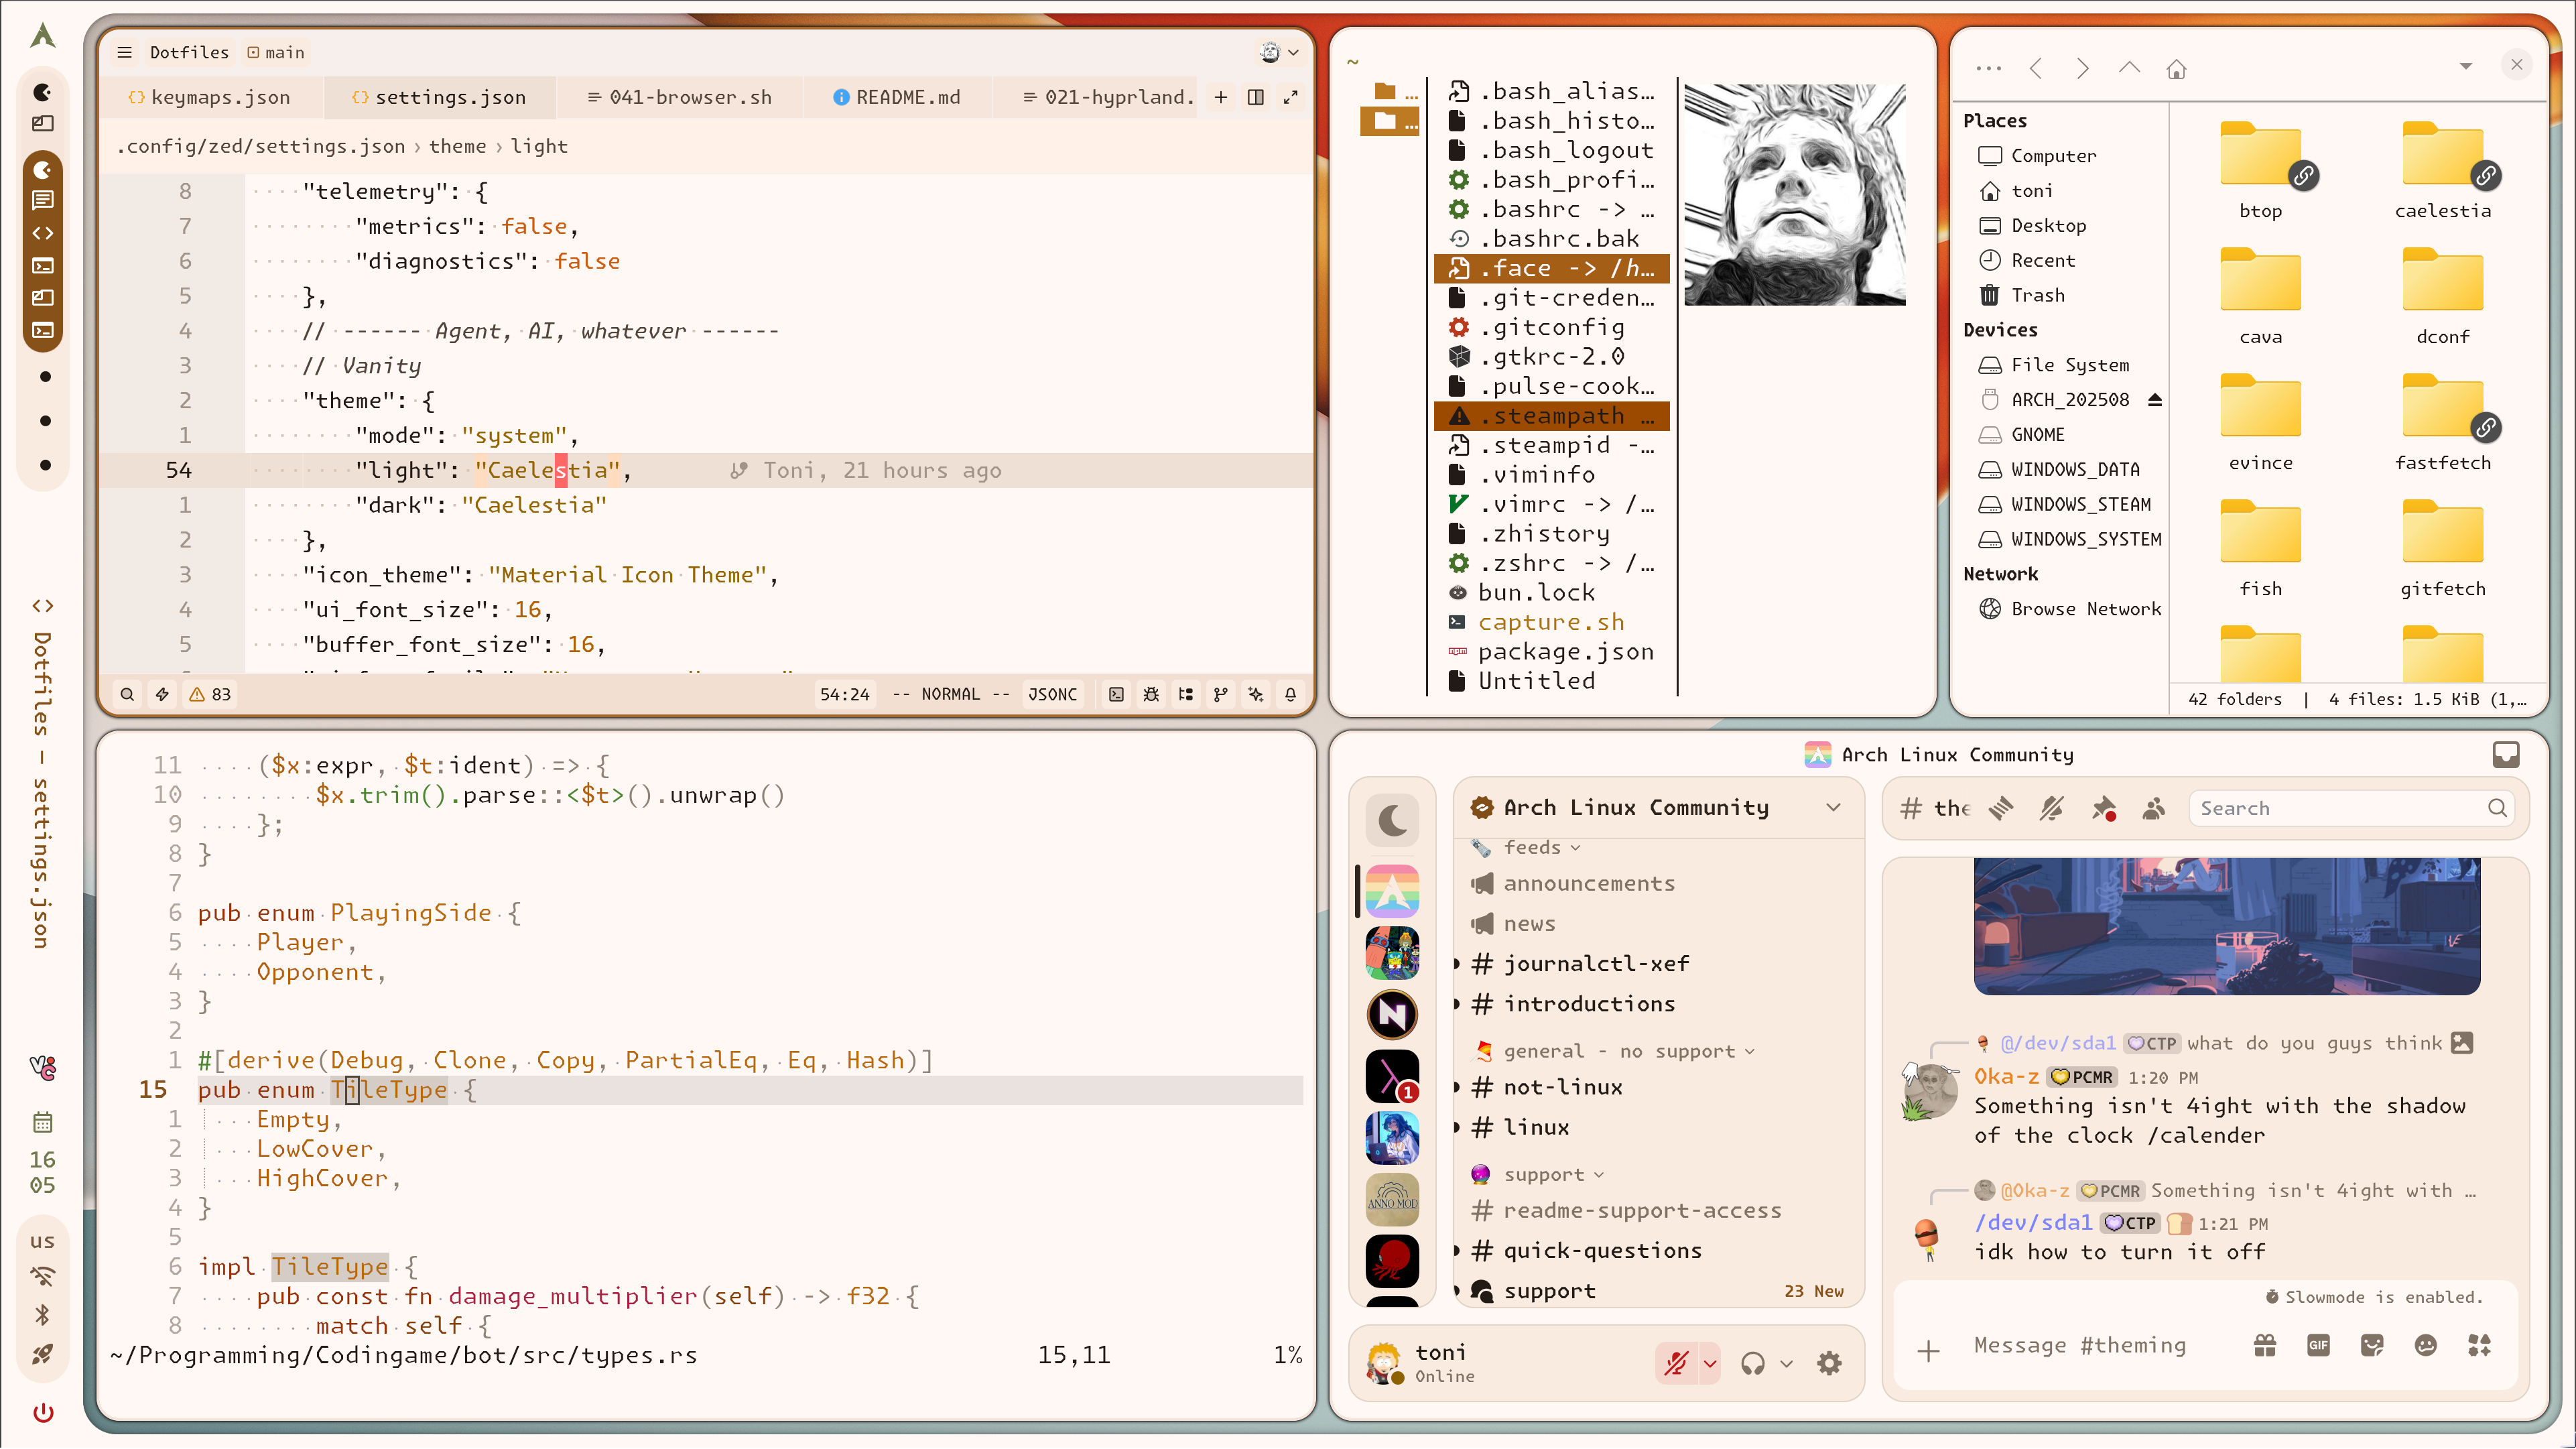 Dotfiles main
keymaps.json settings.json 041-browser.sh README.md 021-hyprland.
.config/zed/settings.json › theme › light
8 "telemetry": {
7 "metrics": false,
6 "diagnostics": false
5 },
4 // ------ Agent, AI, whatever ------
3 // Vanity
2 "theme": {
1 "mode": "system",
54 "light": "Caelestia", Toni, 21 hours ago
1 "dark": "Caelestia"
2 },
3 "icon_theme": "Material Icon Theme",
4 "ui_font_size": 16,
5 "buffer_font_size": 16,
83 54:24 -- NORMAL -- JSONC
Dotfiles — settings.json
16
05
us
~
...
...
.bash_alias…
.bash_histo…
.bash_logout
.bash_profi…
.bashrc -> …
.bashrc.bak
.face -> /h…
.git-creden…
.gitconfig
.gtkrc-2.0
.pulse-cook…
.steampath …
.steampid -…
.viminfo
.vimrc -> /…
.zhistory
.zshrc -> /…
bun.lock
capture.sh
package.json
Untitled
Places
Computer
toni
Desktop
Recent
Trash
Devices
File System
ARCH_202508
GNOME
WINDOWS_DATA
WINDOWS_STEAM
WINDOWS_SYSTEM
Network
Browse Network
btop caelestia
cava dconf
evince fastfetch
fish gitfetch
42 folders | 4 files: 1.5 KiB (1,…
11 ($x:expr, $t:ident) => {
10 $x.trim().parse::<$t>().unwrap()
9 };
8 }
7
6 pub enum PlayingSide {
5 Player,
4 Opponent,
3 }
2
1 #[derive(Debug, Clone, Copy, PartialEq, Eq, Hash)]
15 pub enum TileType {
1 Empty,
2 LowCover,
3 HighCover,
4 }
5
6 impl TileType {
7 pub const fn damage_multiplier(self) -> f32 {
8 match self {
~/Programming/Codingame/bot/src/types.rs 15,11 1%
Arch Linux Community
N
1
ANNO MOD
Arch Linux Community
feeds
announcements
news
# journalctl-xef
# introductions
general - no support
# not-linux
# linux
support
# readme-support-access
# quick-questions
support 23 New
toni
Online
# the Search
@/dev/sda1 CTP what do you guys think
Oka-z PCMR 1:20 PM
Something isn't 4ight with the shadow
of the clock /calender
@Oka-z PCMR Something isn't 4ight with …
/dev/sda1 CTP 1:21 PM
idk how to turn it off
Slowmode is enabled.
Message #theming GIF